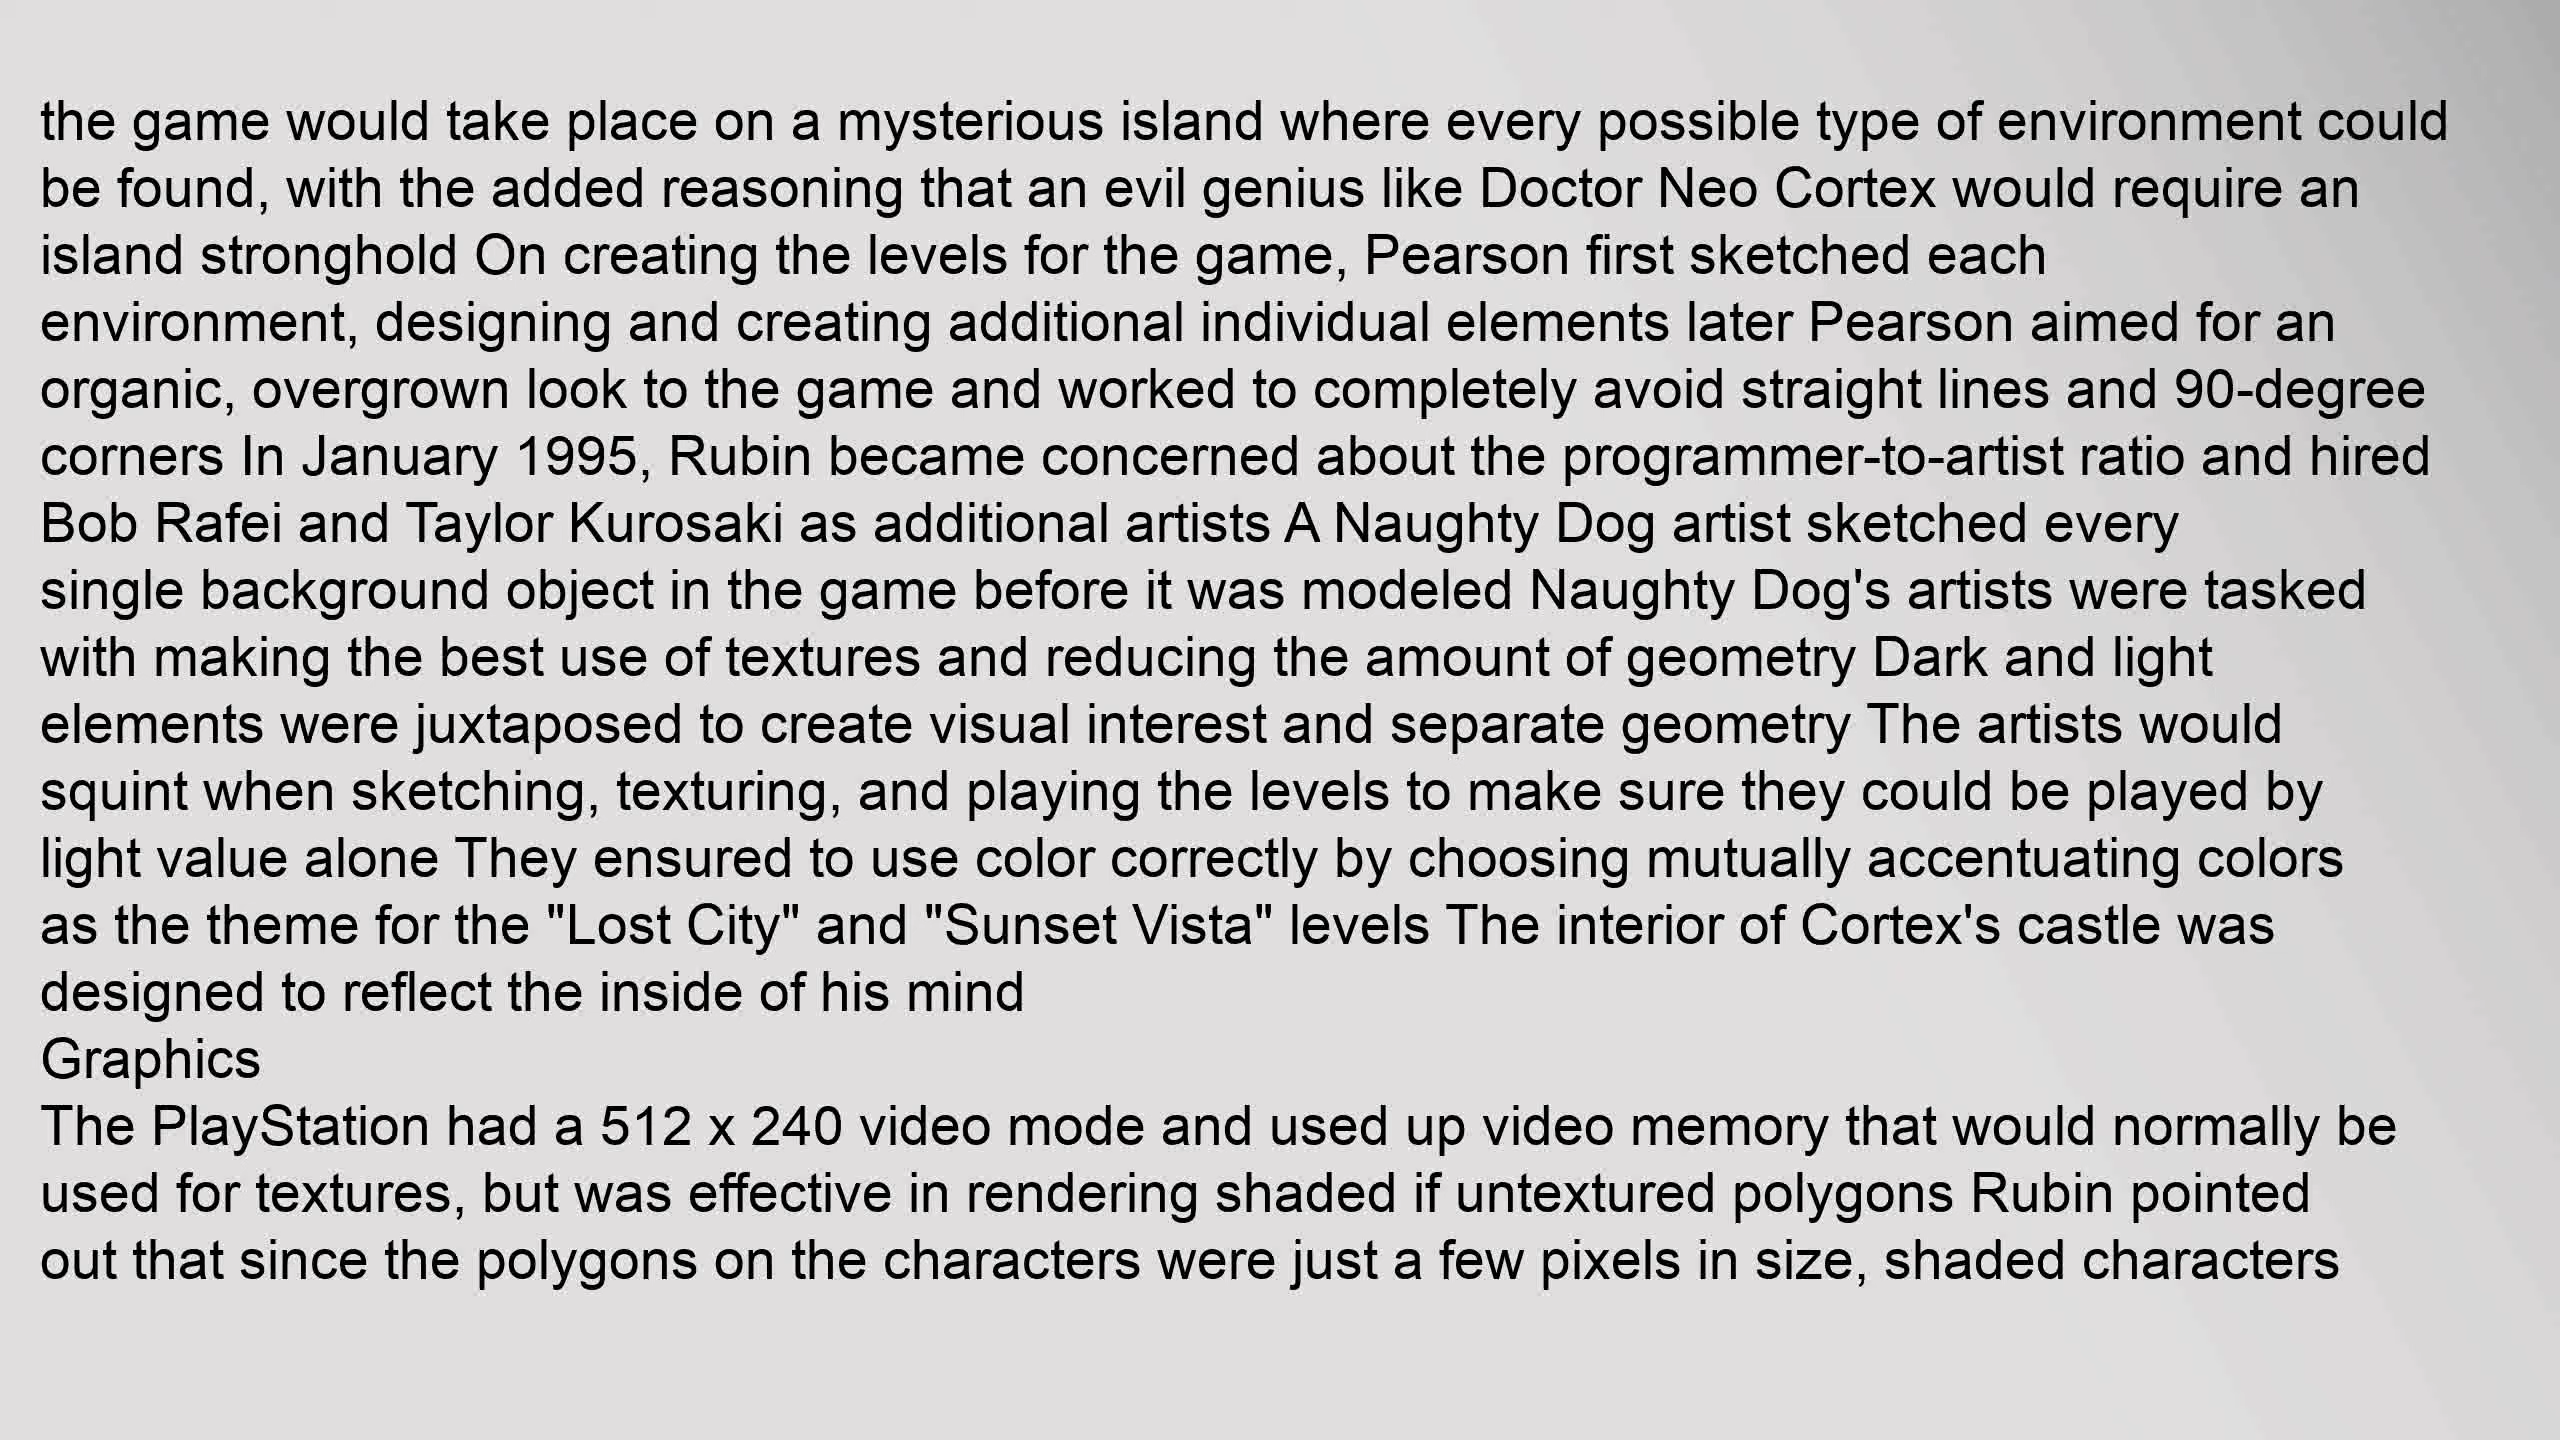 the game would take place on a mysterious island where every possible type of environment could
be found, with the added reasoning that an evil genius like Doctor Neo Cortex would require an
island stronghold On creating the levels for the game, Pearson first sketched each
environment, designing and creating additional individual elements later Pearson aimed for an
organic, overgrown look to the game and worked to completely avoid straight lines and 90-degree
corners In January 1995, Rubin became concerned about the programmer-to-artist ratio and hired
Bob Rafei and Taylor Kurosaki as additional artists A Naughty Dog artist sketched every
single background object in the game before it was modeled Naughty Dog's artists were tasked
with making the best use of textures and reducing the amount of geometry Dark and light
elements were juxtaposed to create visual interest and separate geometry The artists would
squint when sketching, texturing, and playing the levels to make sure they could be played by
light value alone They ensured to use color correctly by choosing mutually accentuating colors
as the theme for the "Lost City" and "Sunset Vista" levels The interior of Cortex's castle was
designed to reflect the inside of his mind
Graphics
The PlayStation had a 512 x 240 video mode and used up video memory that would normally be
used for textures, but was effective in rendering shaded if untextured polygons Rubin pointed
out that since the polygons on the characters were just a few pixels in size, shaded characters